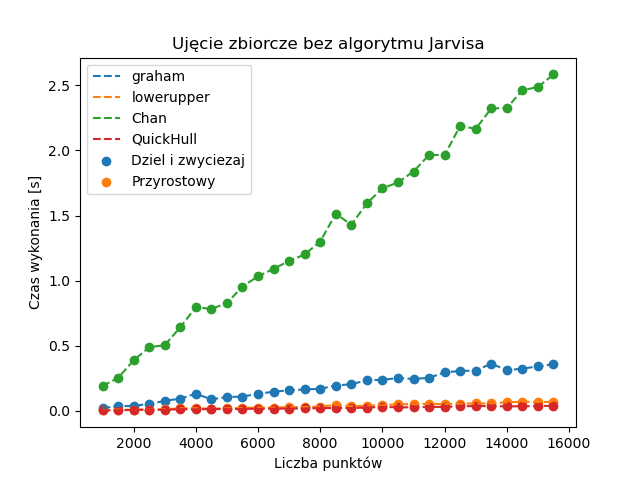 Ujęcie zbiorcze bez algorytmu Jarvisa
graham
lowerupper
Chan
QuickHull
Dziel i zwyciezaj
Przyrostowy
Czas wykonania [s]
2.5
2.0
1.5
1.0
0.5
0.0
2000 4000 6000 8000 10000 12000 14000 16000
Liczba punktów